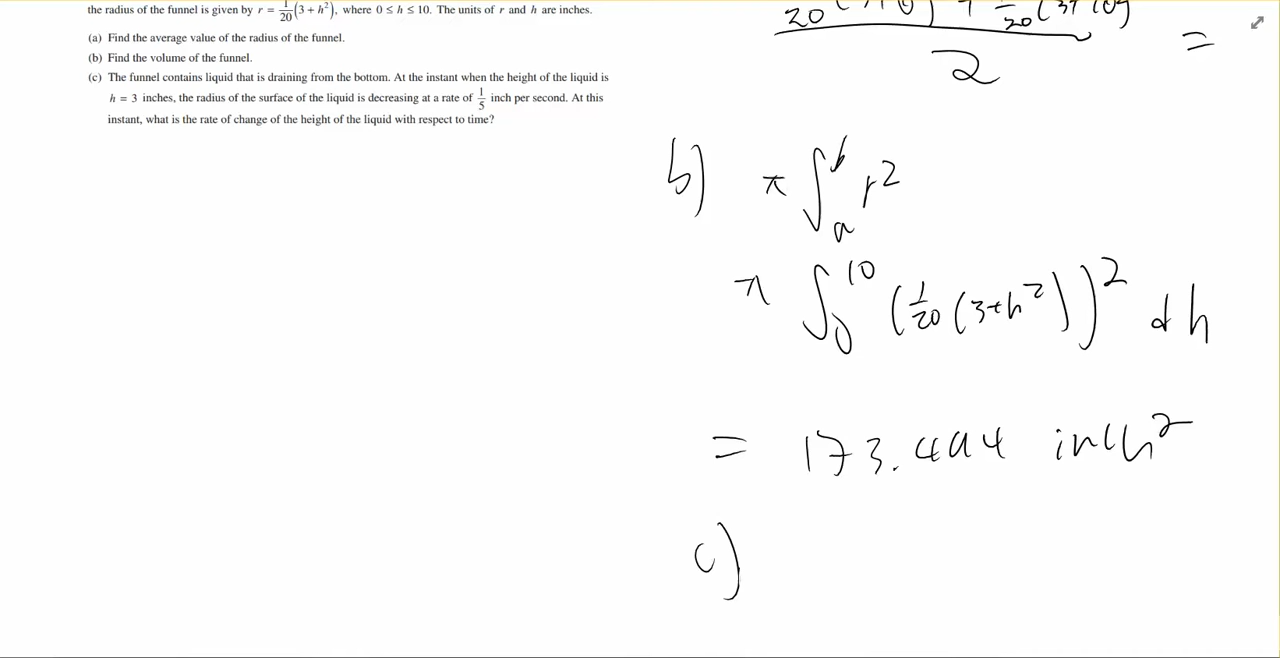 the radius of the funnel is given by r = 1/20 (3 + h²), where 0 ≤ h ≤ 10. The units of r and h are inches.
(a) Find the average value of the radius of the funnel.
(b) Find the volume of the funnel.
(c) The funnel contains liquid that is draining from the bottom. At the instant when the height of the liquid is
h = 3 inches, the radius of the surface of the liquid is decreasing at a rate of 1/5 inch per second. At this
instant, what is the rate of change of the height of the liquid with respect to time?
2 =
b) π ∫_a^b r²
π ∫_0^10 (1/20 (3+h²))² dh
= 173.494 inch²
c)